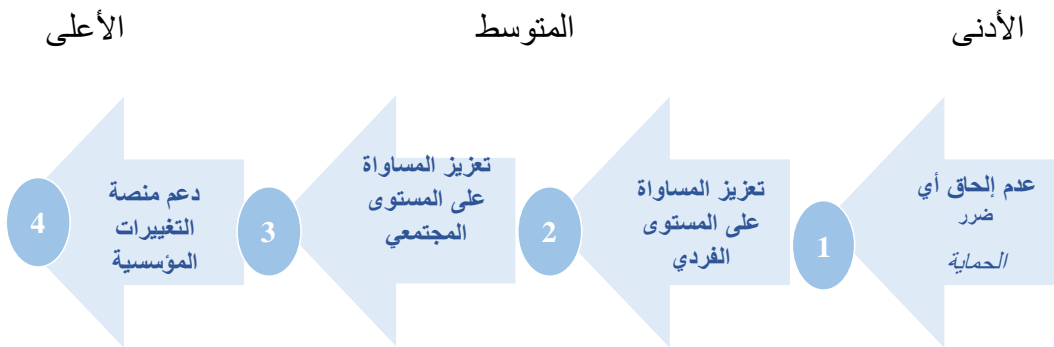 الأدنى
المتوسط
الأعلى
عدم إلحاق أي
ضرر
الحماية
1
تعزيز المساواة
على المستوى
الفردي
2
تعزيز المساواة
على المستوى
المجتمعي
3
دعم منصة
التغييرات
المؤسسية
4